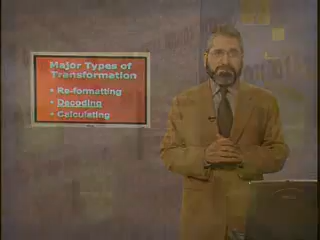 Major Types of
Transformation
• Re-formatting
• Decoding
• Calculating